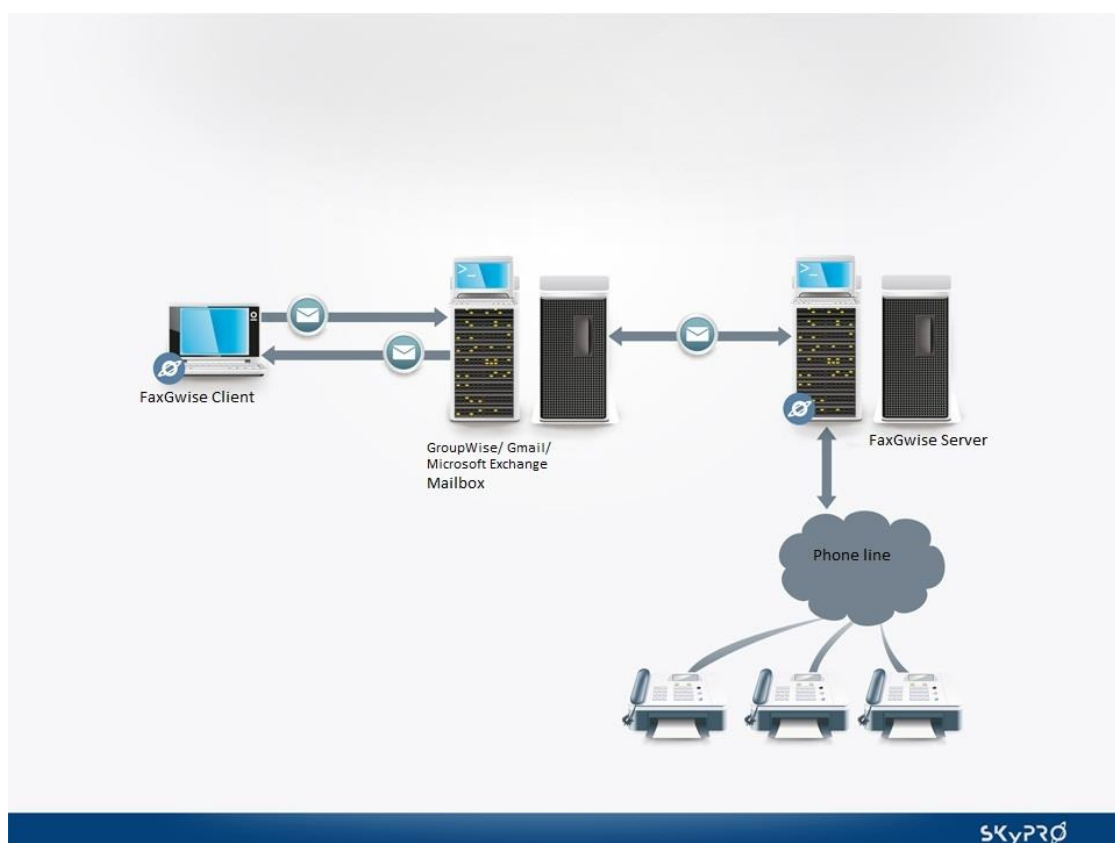 FaxGwise Client
GroupWise/ Gmail/
Microsoft Exchange
Mailbox
FaxGwise Server
Phone line
SKyPRO